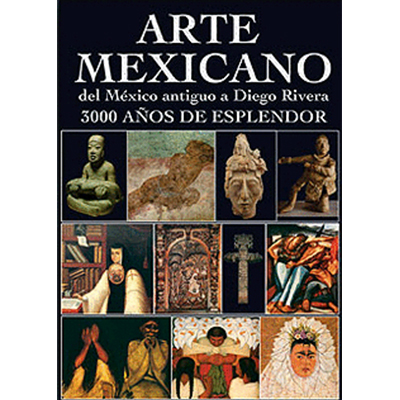 ARTE
MEXICANO
del México antiguo a Diego Rivera
3000 AÑOS DE ESPLENDOR